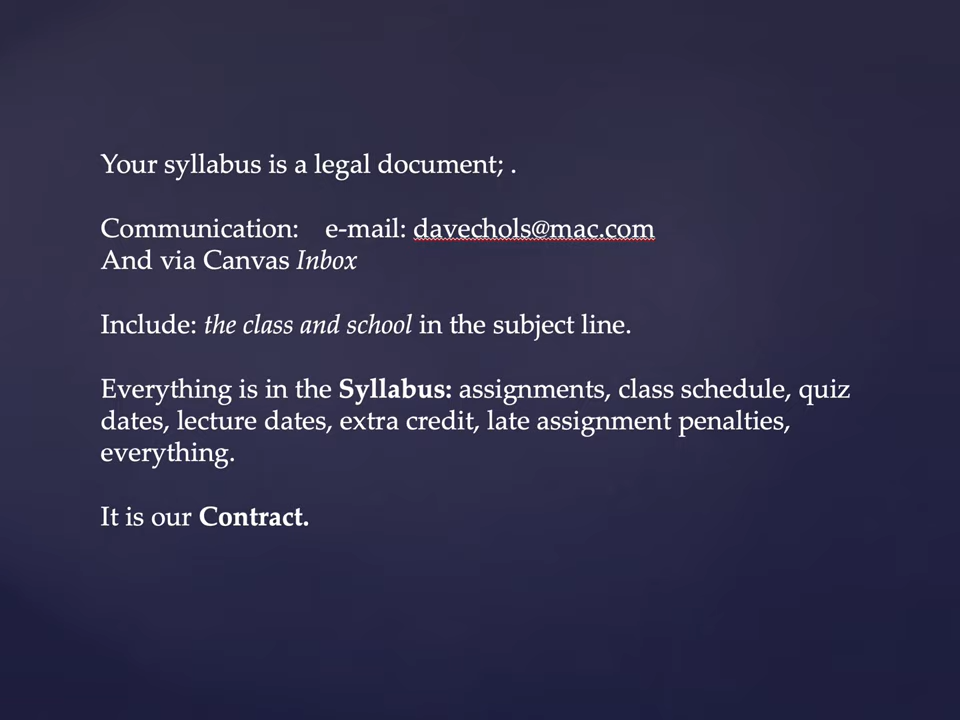 Your syllabus is a legal document; .
Communication: e-mail: davechols@mac.com
And via Canvas Inbox
Include: the class and school in the subject line.
Everything is in the Syllabus: assignments, class schedule, quiz
dates, lecture dates, extra credit, late assignment penalties,
everything.
It is our Contract.